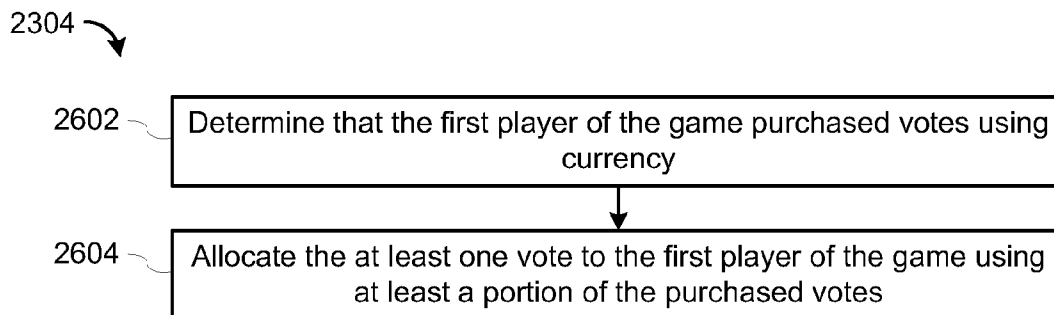 2304
2602
Determine that the first player of the game purchased votes using
currency
2604
Allocate the at least one vote to the first player of the game using
at least a portion of the purchased votes